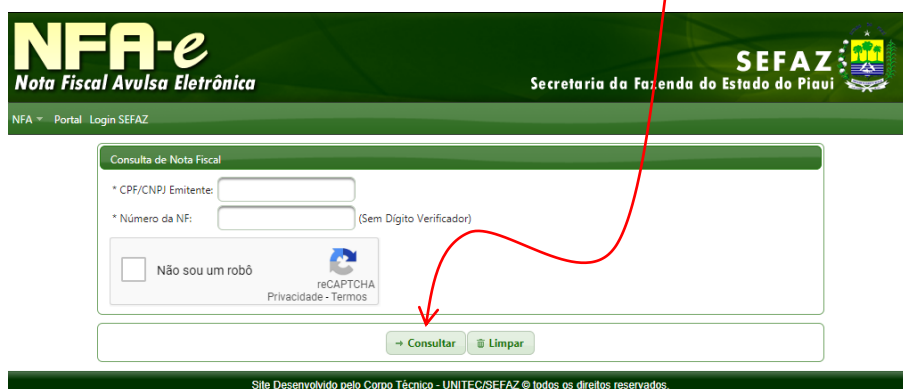 NFA-e
Nota Fiscal Avulsa Eletrônica
SEFAZ
Secretaria da Fazenda do Estado do Piauí
NFA Portal Login SEFAZ
Consulta de Nota Fiscal
* CPF/CNPJ Emitente:
* Número da NF: (Sem Dígito Verificador)
Não sou um robô
reCAPTCHA
Privacidade - Termos
→ Consultar Limpar
Site Desenvolvido pelo Corpo Técnico - UNITEC/SEFAZ © todos os direitos reservados.